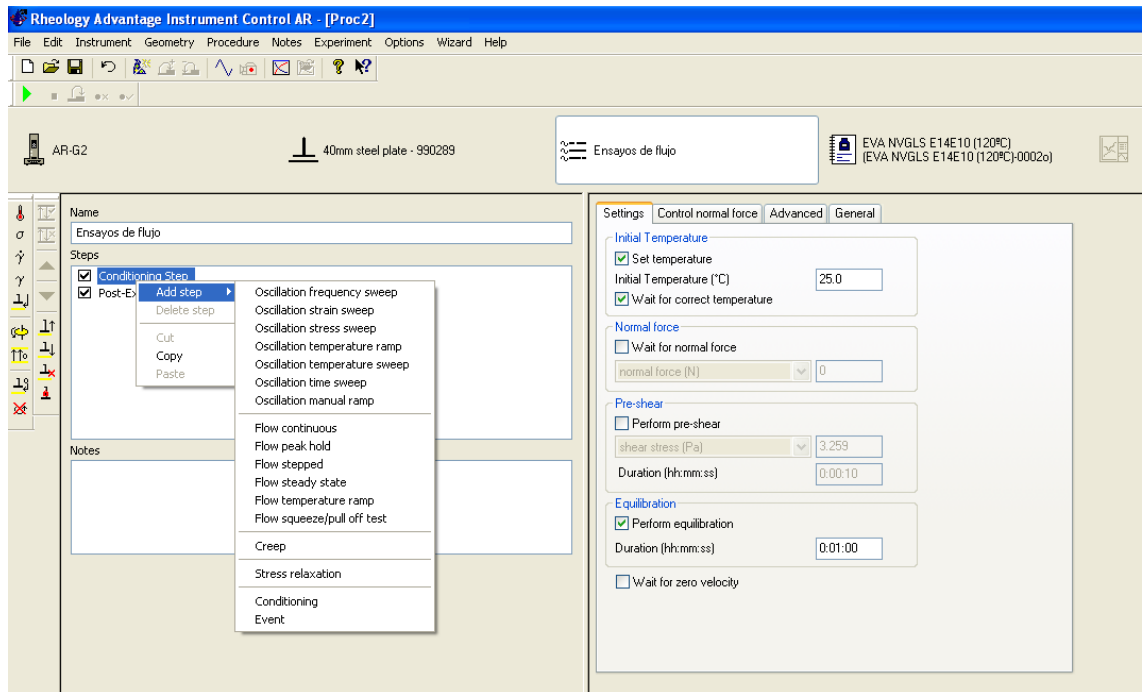 Rheology Advantage Instrument Control AR - [Proc2]
File Edit Instrument Geometry Procedure Notes Experiment Options Wizard Help
AR-G2
40mm steel plate - 990289
Ensayos de flujo
EVA NVGLS E14E10 (120ºC)
(EVA NVGLS E14E10 (120ºC)-0002o)
Name
Ensayos de flujo
Steps
Conditioning Step
Post-Ex
Add step
Delete step
Cut
Copy
Paste
Oscillation frequency sweep
Oscillation strain sweep
Oscillation stress sweep
Oscillation temperature ramp
Oscillation temperature sweep
Oscillation time sweep
Oscillation manual ramp
Flow continuous
Flow peak hold
Flow stepped
Flow steady state
Flow temperature ramp
Flow squeeze/pull off test
Creep
Stress relaxation
Conditioning
Event
Notes
Settings Control normal force Advanced General
Initial Temperature
Set temperature
Initial Temperature (°C) 25.0
Wait for correct temperature
Normal force
Wait for normal force
normal force (N) 0
Pre-shear
Perform pre-shear
shear stress (Pa) 3.259
Duration (hh:mm:ss) 0:00:10
Equilibration
Perform equilibration
Duration (hh:mm:ss) 0:01:00
Wait for zero velocity